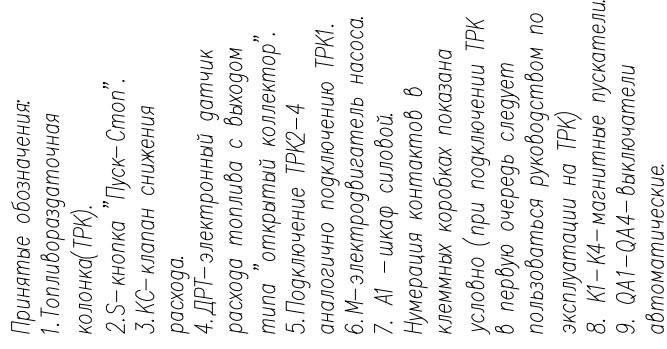 Принятые обозначения:
1. Топливораздаточная
колонка(ТРК).
2.S–кнопка "Пуск–Стоп".
3. КС–клапан снижения
расхода.
4. ДРТ–электронный датчик
расхода топлива с выходом
типа "открытый коллектор".
5. Подключение ТРК2–4
аналогично подключению ТРК1.
6. М–электродвигатель насоса.
7. А1 –шкаф силовой.
Нумерация контактов в
клеммных коробках показана
условно (при подключении ТРК
в первую очередь следует
пользоваться руководством по
эксплуатации на ТРК)
8. К1–К4–магнитные пускатели.
9. QA1–QA4–выключатели
автоматические.